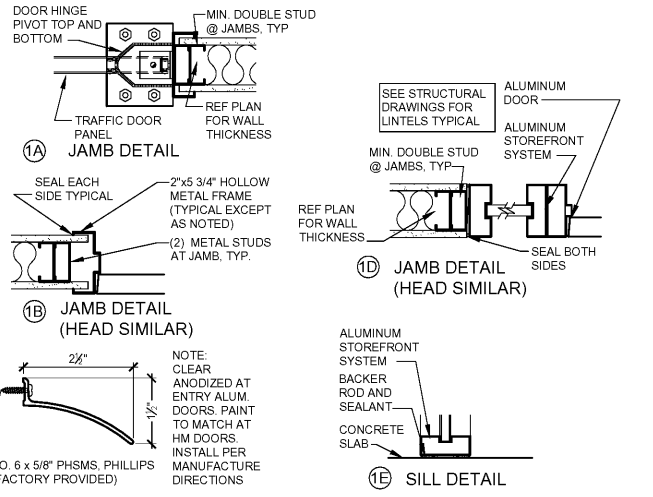 DOOR HINGE
PIVOT TOP AND
BOTTOM
MIN. DOUBLE STUD
@ JAMBS, TYP
TRAFFIC DOOR
PANEL
REF PLAN
FOR WALL
THICKNESS
1A JAMB DETAIL
SEAL EACH
SIDE TYPICAL
2"x5 3/4" HOLLOW
METAL FRAME
(TYPICAL EXCEPT
AS NOTED)
(2) METAL STUDS
AT JAMB, TYP.
1B JAMB DETAIL
(HEAD SIMILAR)
2½"
1½"
NOTE:
CLEAR
ANODIZED AT
ENTRY ALUM.
DOORS. PAINT
TO MATCH AT
HM DOORS.
INSTALL PER
MANUFACTURE
DIRECTIONS
O. 6 x 5/8" PHSMS, PHILLIPS
FACTORY PROVIDED)
SEE STRUCTURAL
DRAWINGS FOR
LINTELS TYPICAL
ALUMINUM
DOOR
ALUMINUM
STOREFRONT
SYSTEM
MIN. DOUBLE STUD
@ JAMBS, TYP
REF PLAN
FOR WALL
THICKNESS
SEAL BOTH
SIDES
1D JAMB DETAIL
(HEAD SIMILAR)
ALUMINUM
STOREFRONT
SYSTEM
BACKER
ROD AND
SEALANT
CONCRETE
SLAB
1E SILL DETAIL